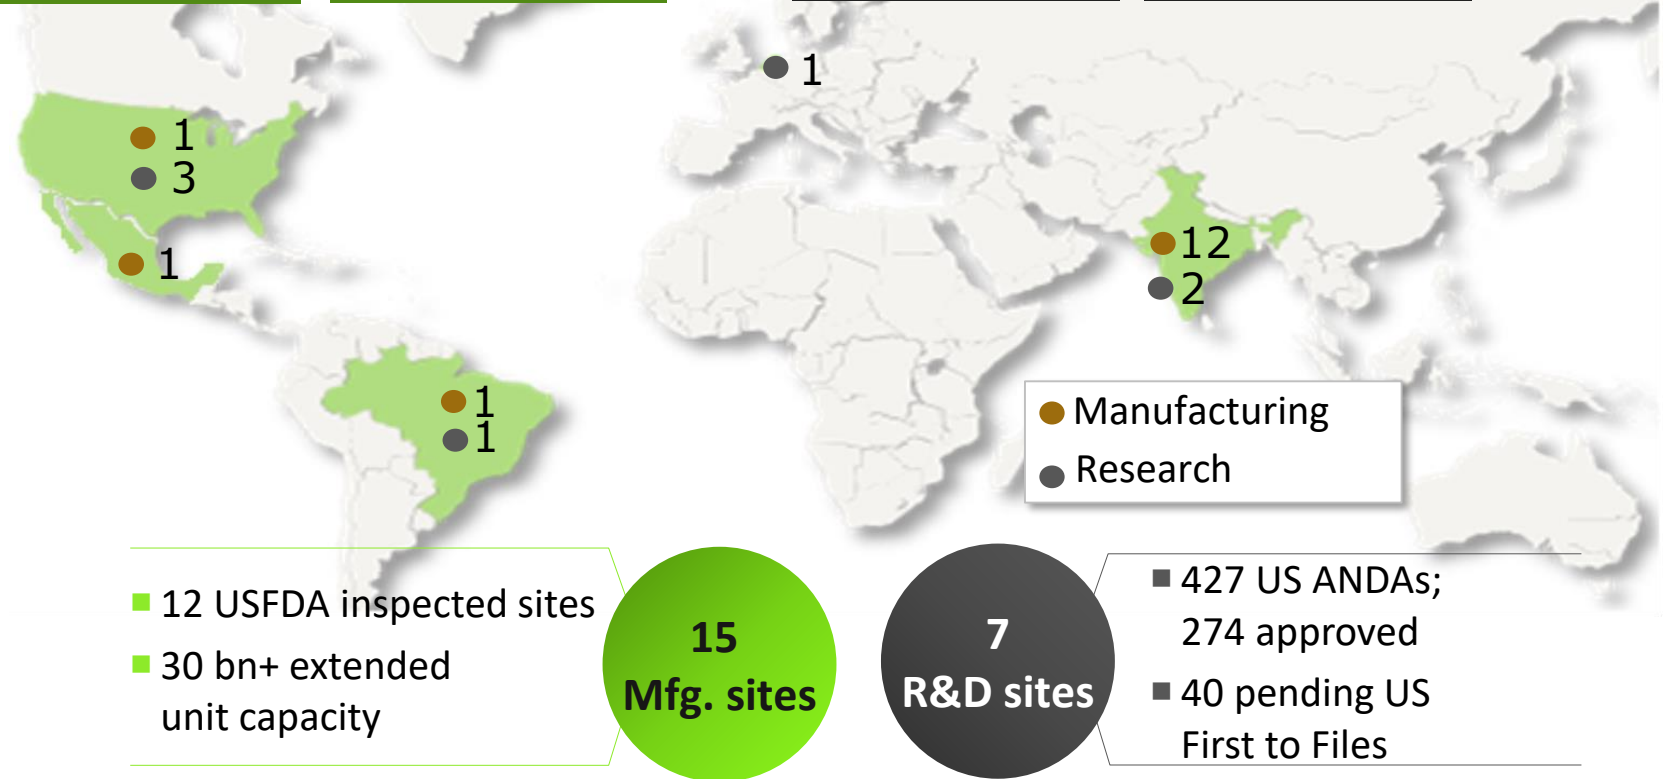 1
1
3
1
12
2
1
1
Manufacturing
Research
12 USFDA inspected sites
30 bn+ extended
unit capacity
15
Mfg. sites
7
R&D sites
427 US ANDAs;
274 approved
40 pending US
First to Files